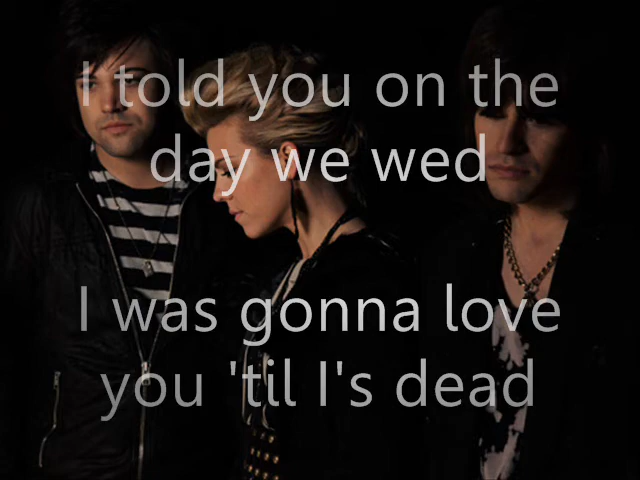 I told you on the
day we wed
I was gonna love
you 'til I's dead